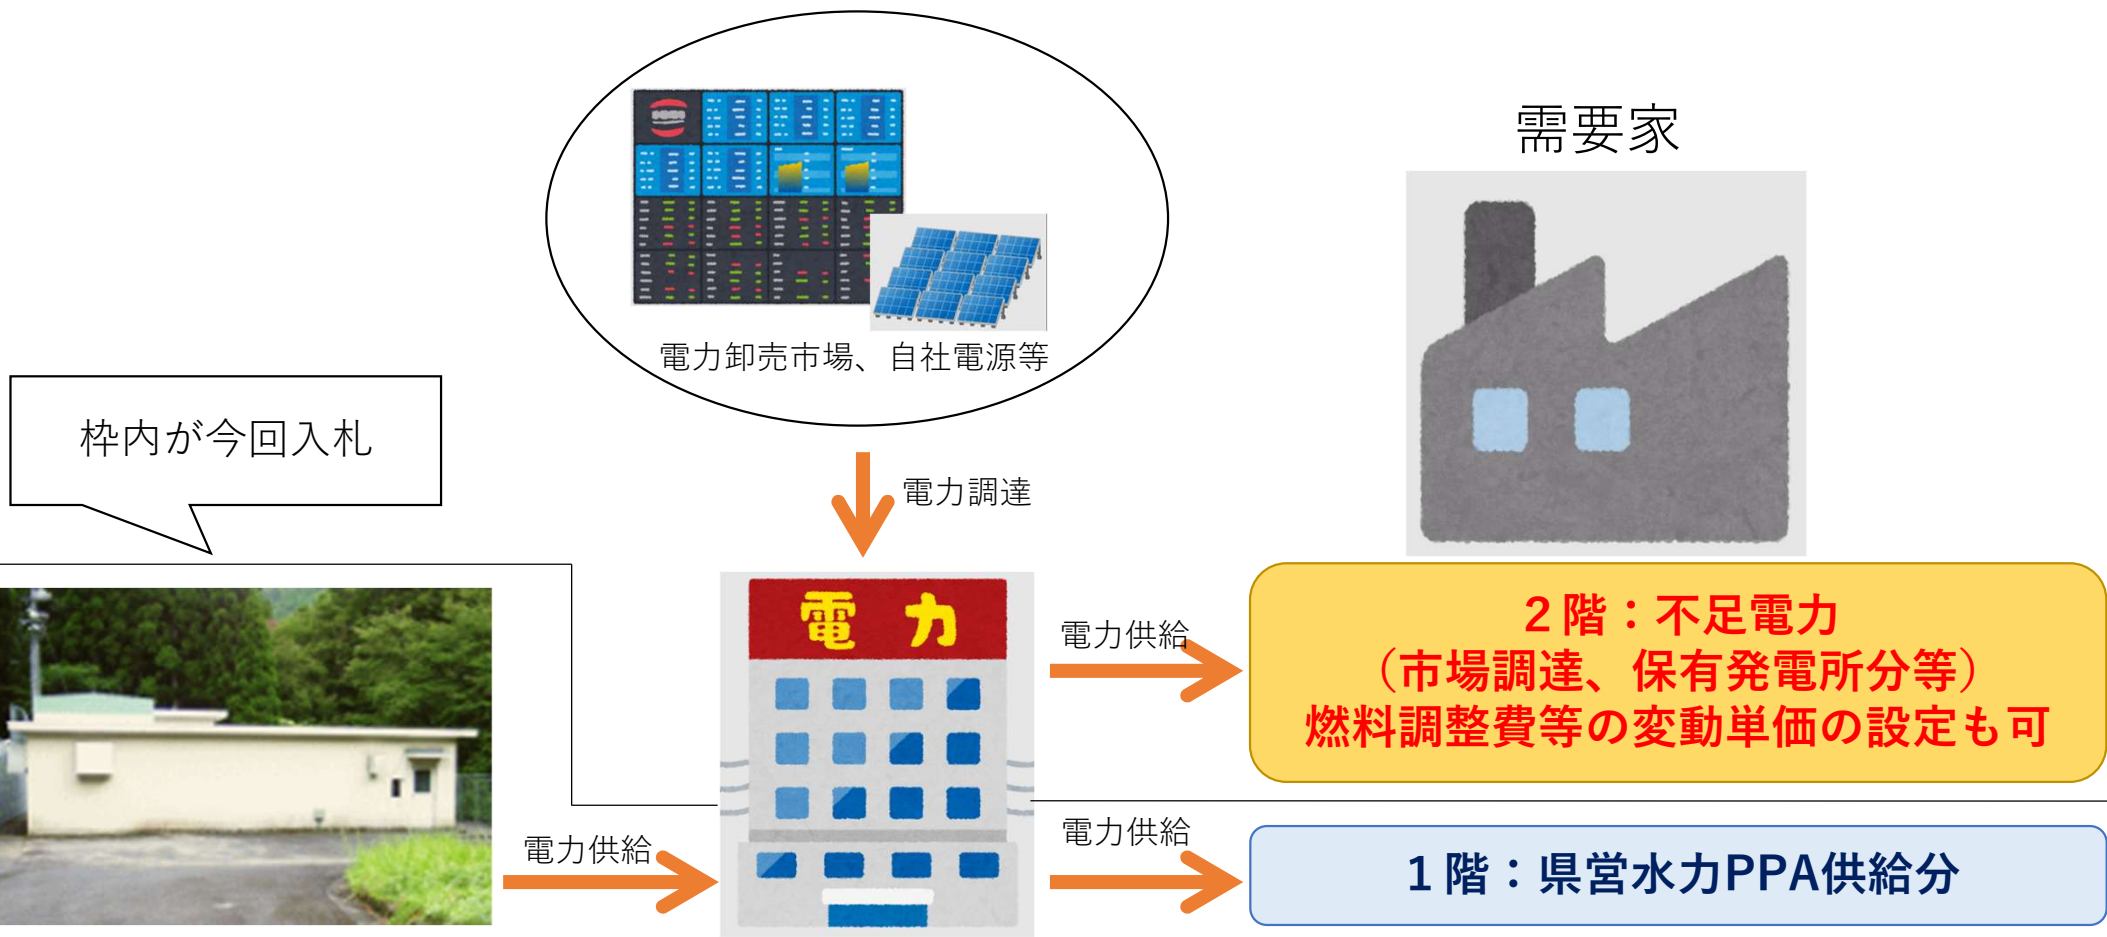 需要家
電力卸売市場、自社電源等
枠内が今回入札
電力調達
電力
電力供給
２階：不足電力
（市場調達、保有発電所分等）
燃料調整費等の変動単価の設定も可
電力供給
電力供給
１階：県営水力PPA供給分